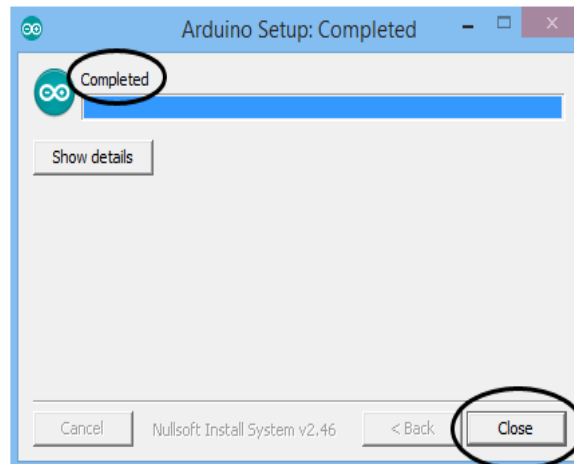 Arduino Setup: Completed
Completed
Show details
Cancel
Nullsoft Install System v2.46
< Back
Close